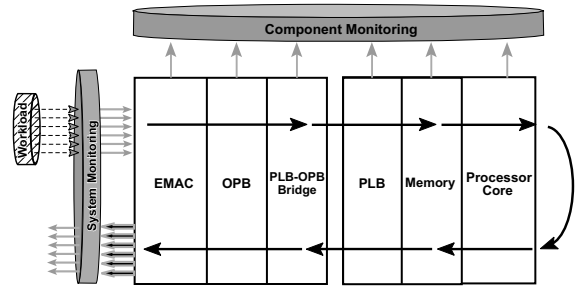 Component Monitoring
Workload
System Monitoring
EMAC
OPB
PLB-OPB
Bridge
PLB
Memory
Processor
Core